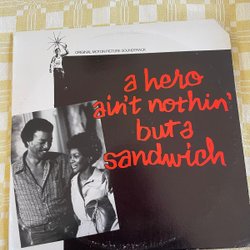 ORIGINAL MOTION PICTURE SOUNDTRACK
a hero
ain't nothin'
but a
sandwich